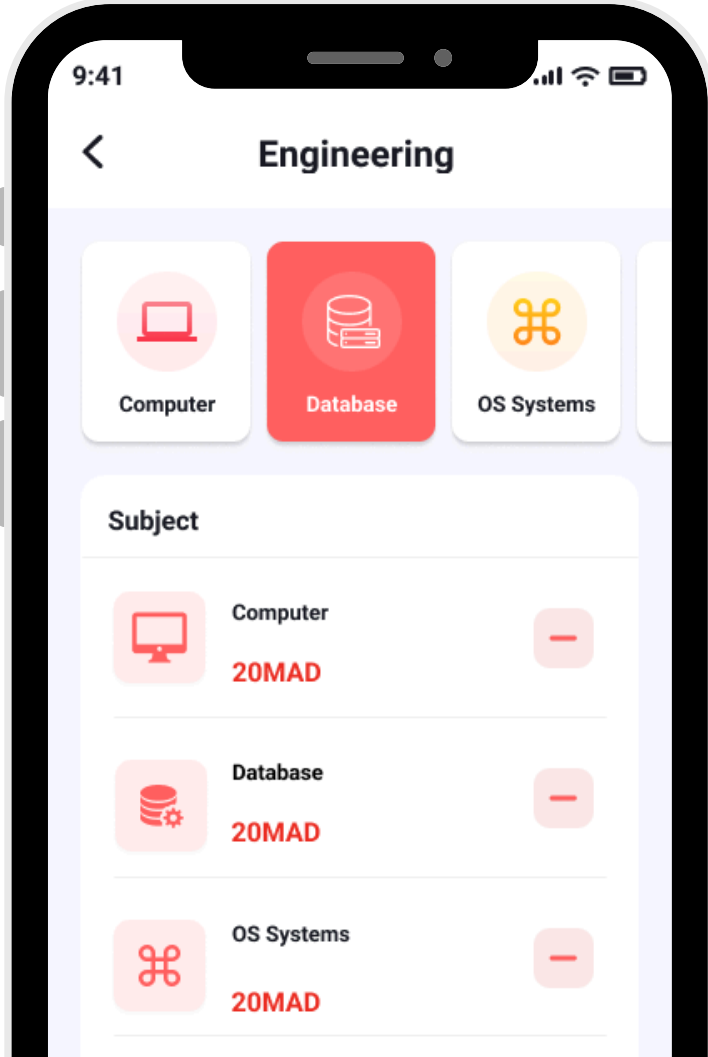 9:41
Engineering
Computer
Database
OS Systems
Subject
Computer
20MAD
Database
20MAD
OS Systems
20MAD